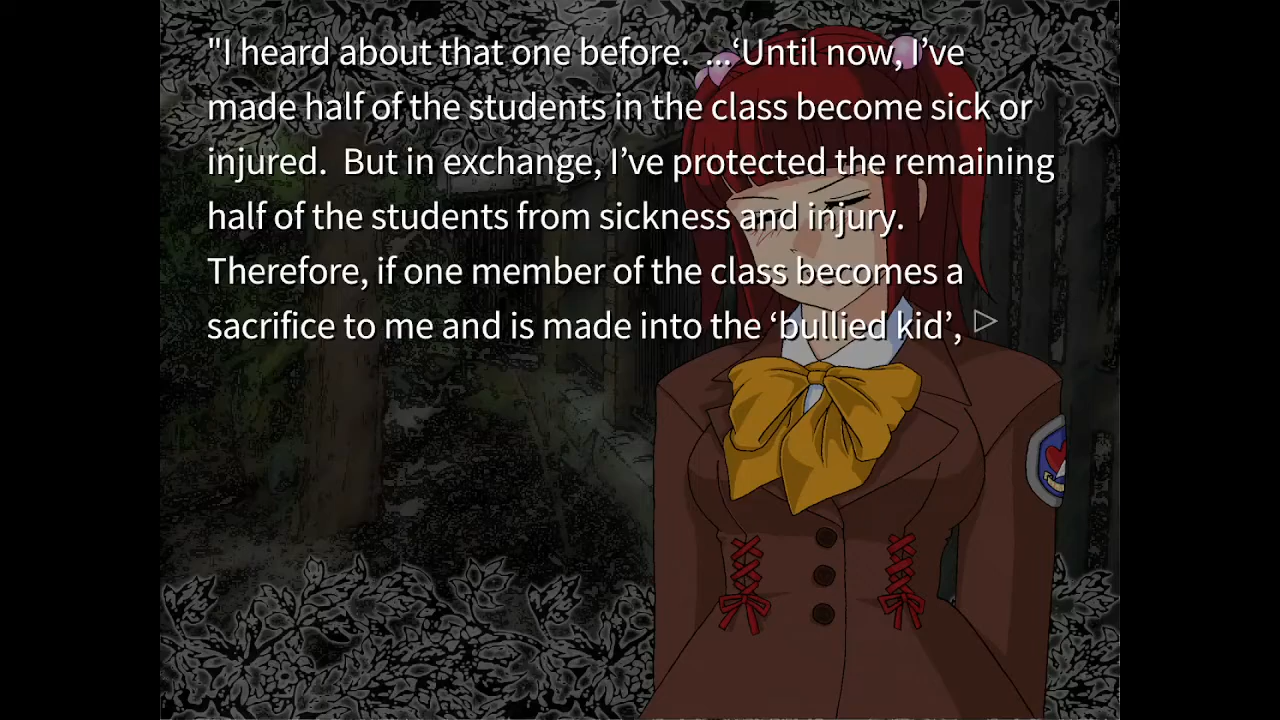 "I heard about that one before.  ...‘Until now, I’ve
made half of the students in the class become sick or
injured.  But in exchange, I’ve protected the remaining
half of the students from sickness and injury.
Therefore, if one member of the class becomes a
sacrifice to me and is made into the ‘bullied kid’,